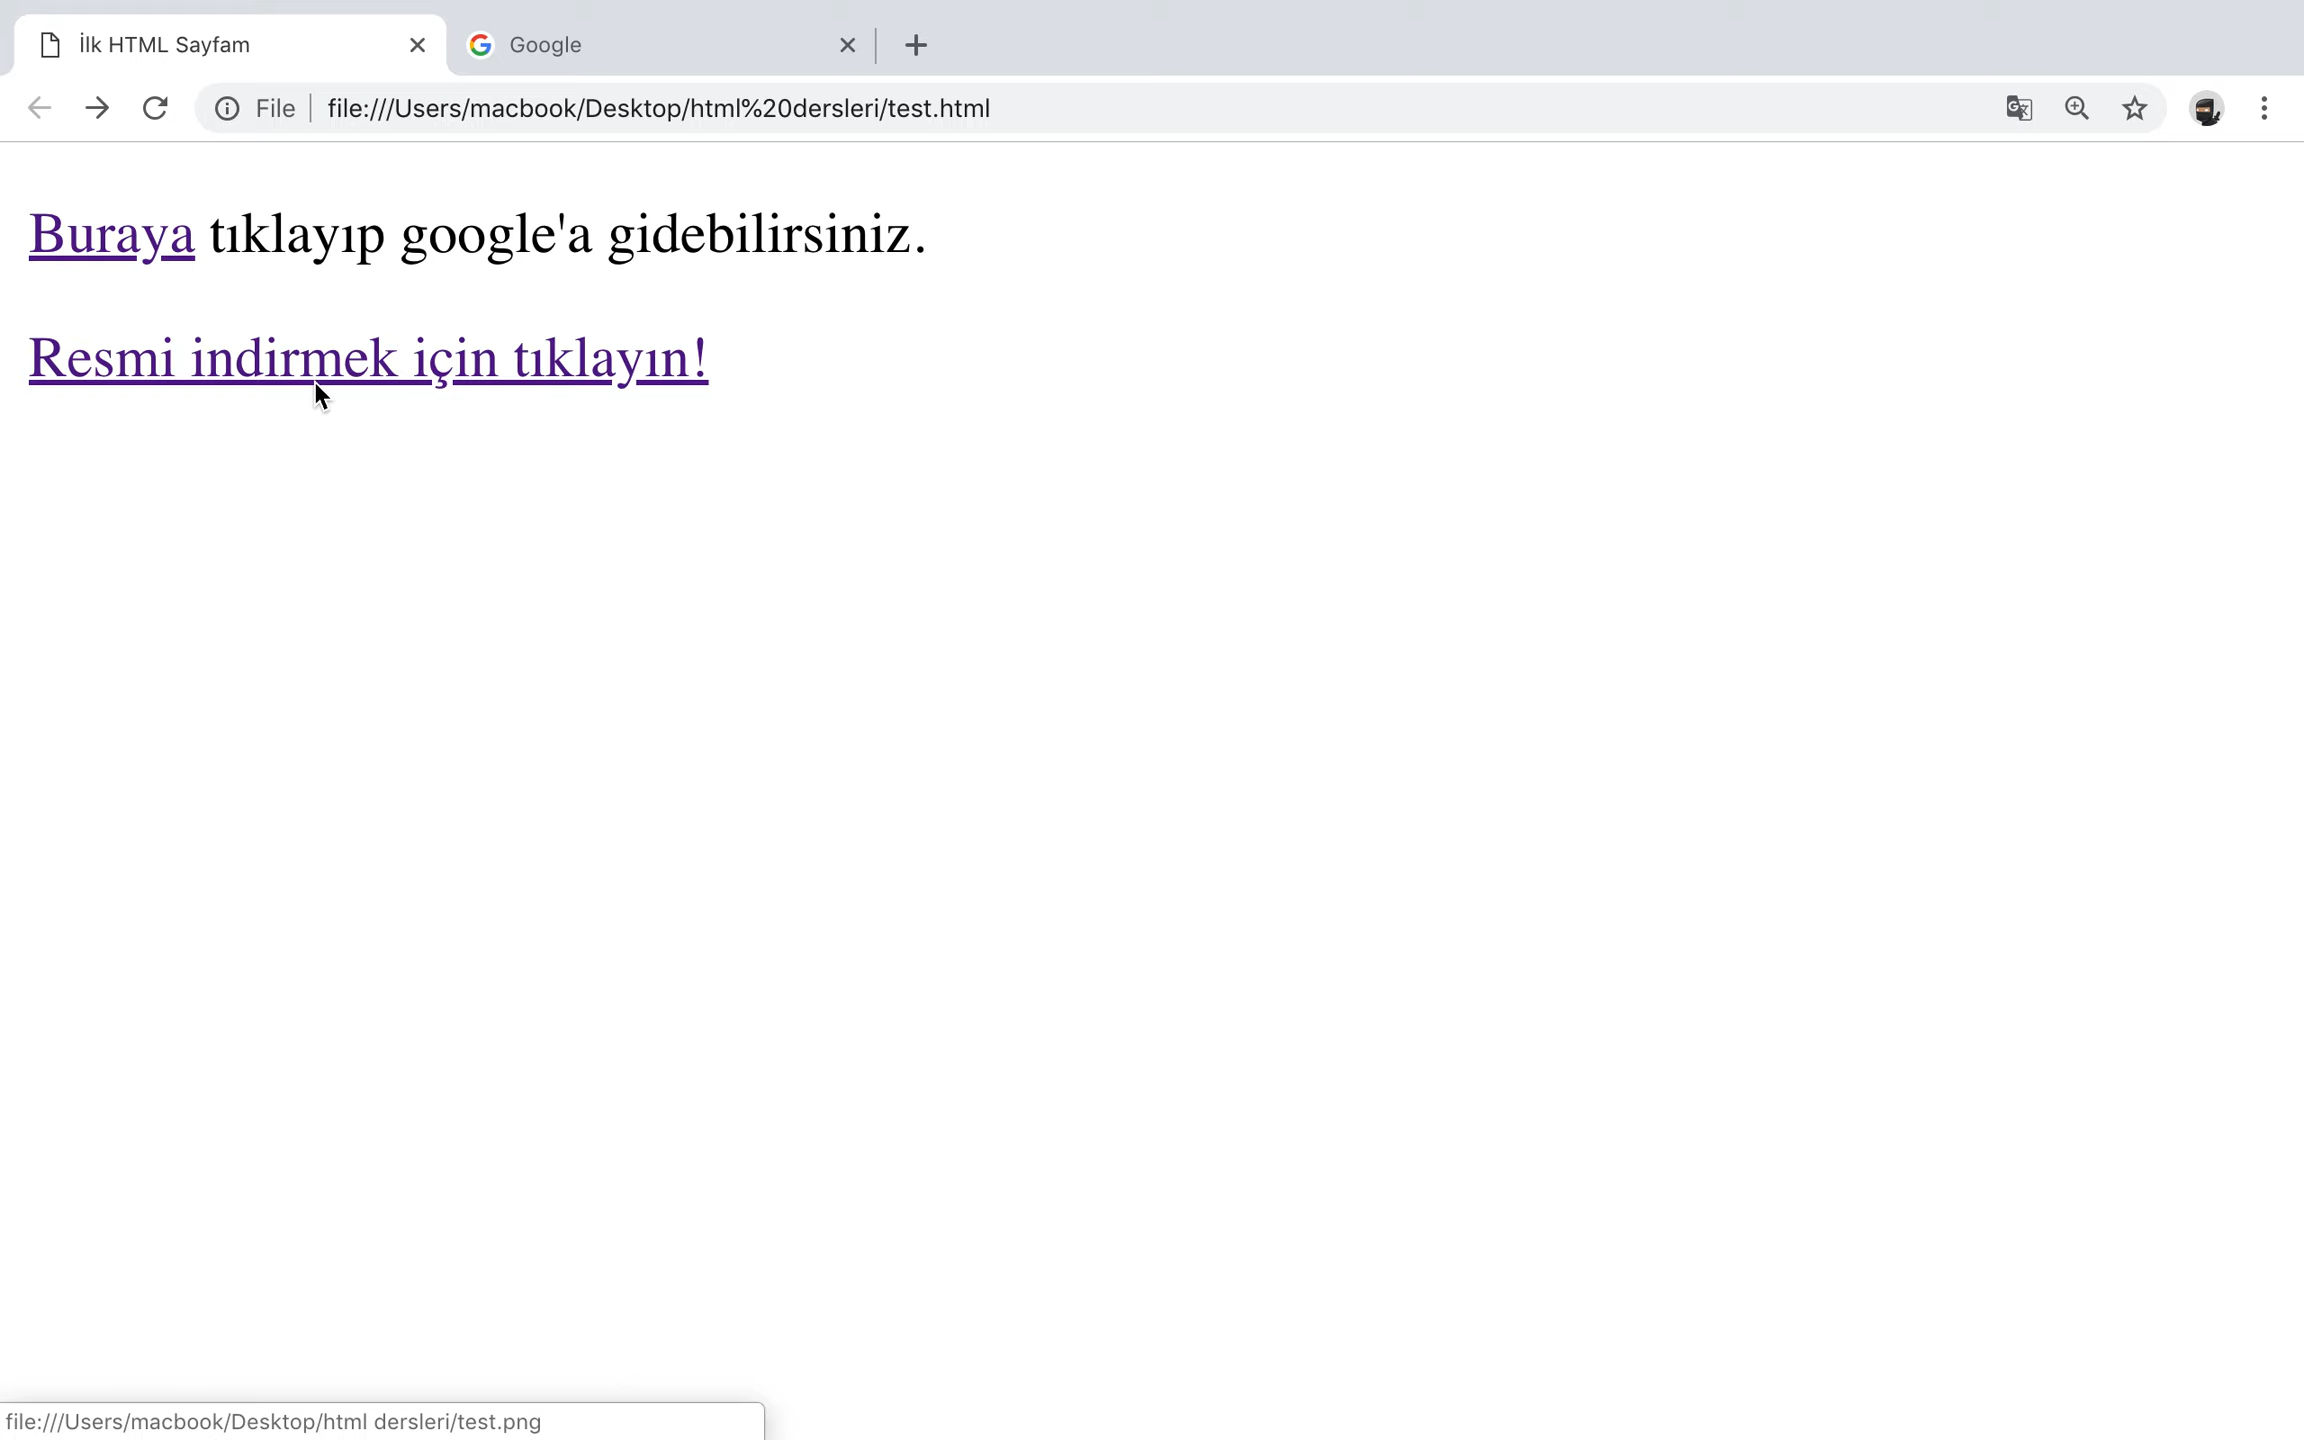 İlk HTML Sayfam
Google
File
file:///Users/macbook/Desktop/html%20dersleri/test.html
Buraya tıklayıp google'a gidebilirsiniz.
Resmi indirmek için tıklayın!
file:///Users/macbook/Desktop/html dersleri/test.png